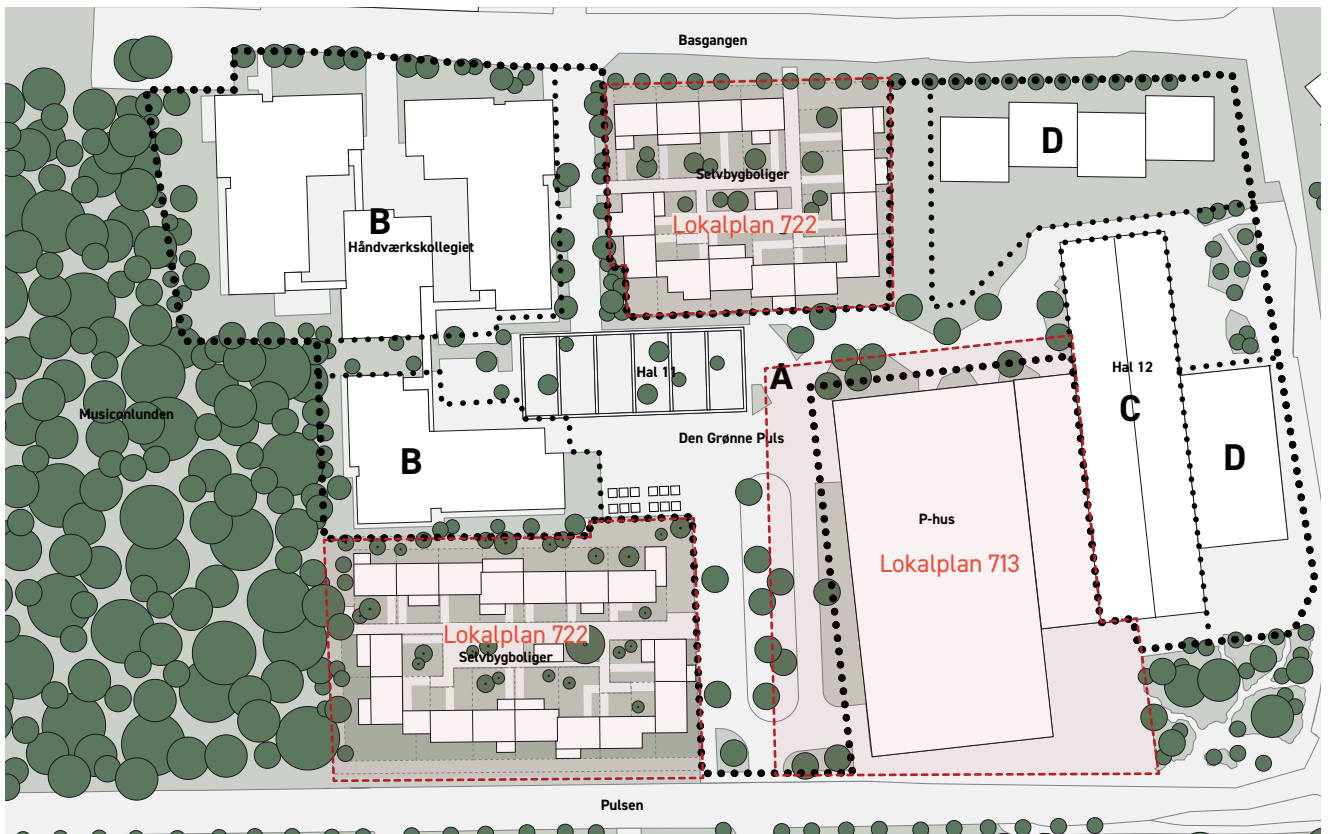 Basgangen
D
Selvbygboliger
B
Lokalplan 722
Håndværkskollegiet
Hal 11
Hal 12
A
C
Musiconlunden
Den Grønne Puls
B
D
P-hus
Lokalplan 713
Lokalplan 722
Selvbygboliger
Pulsen